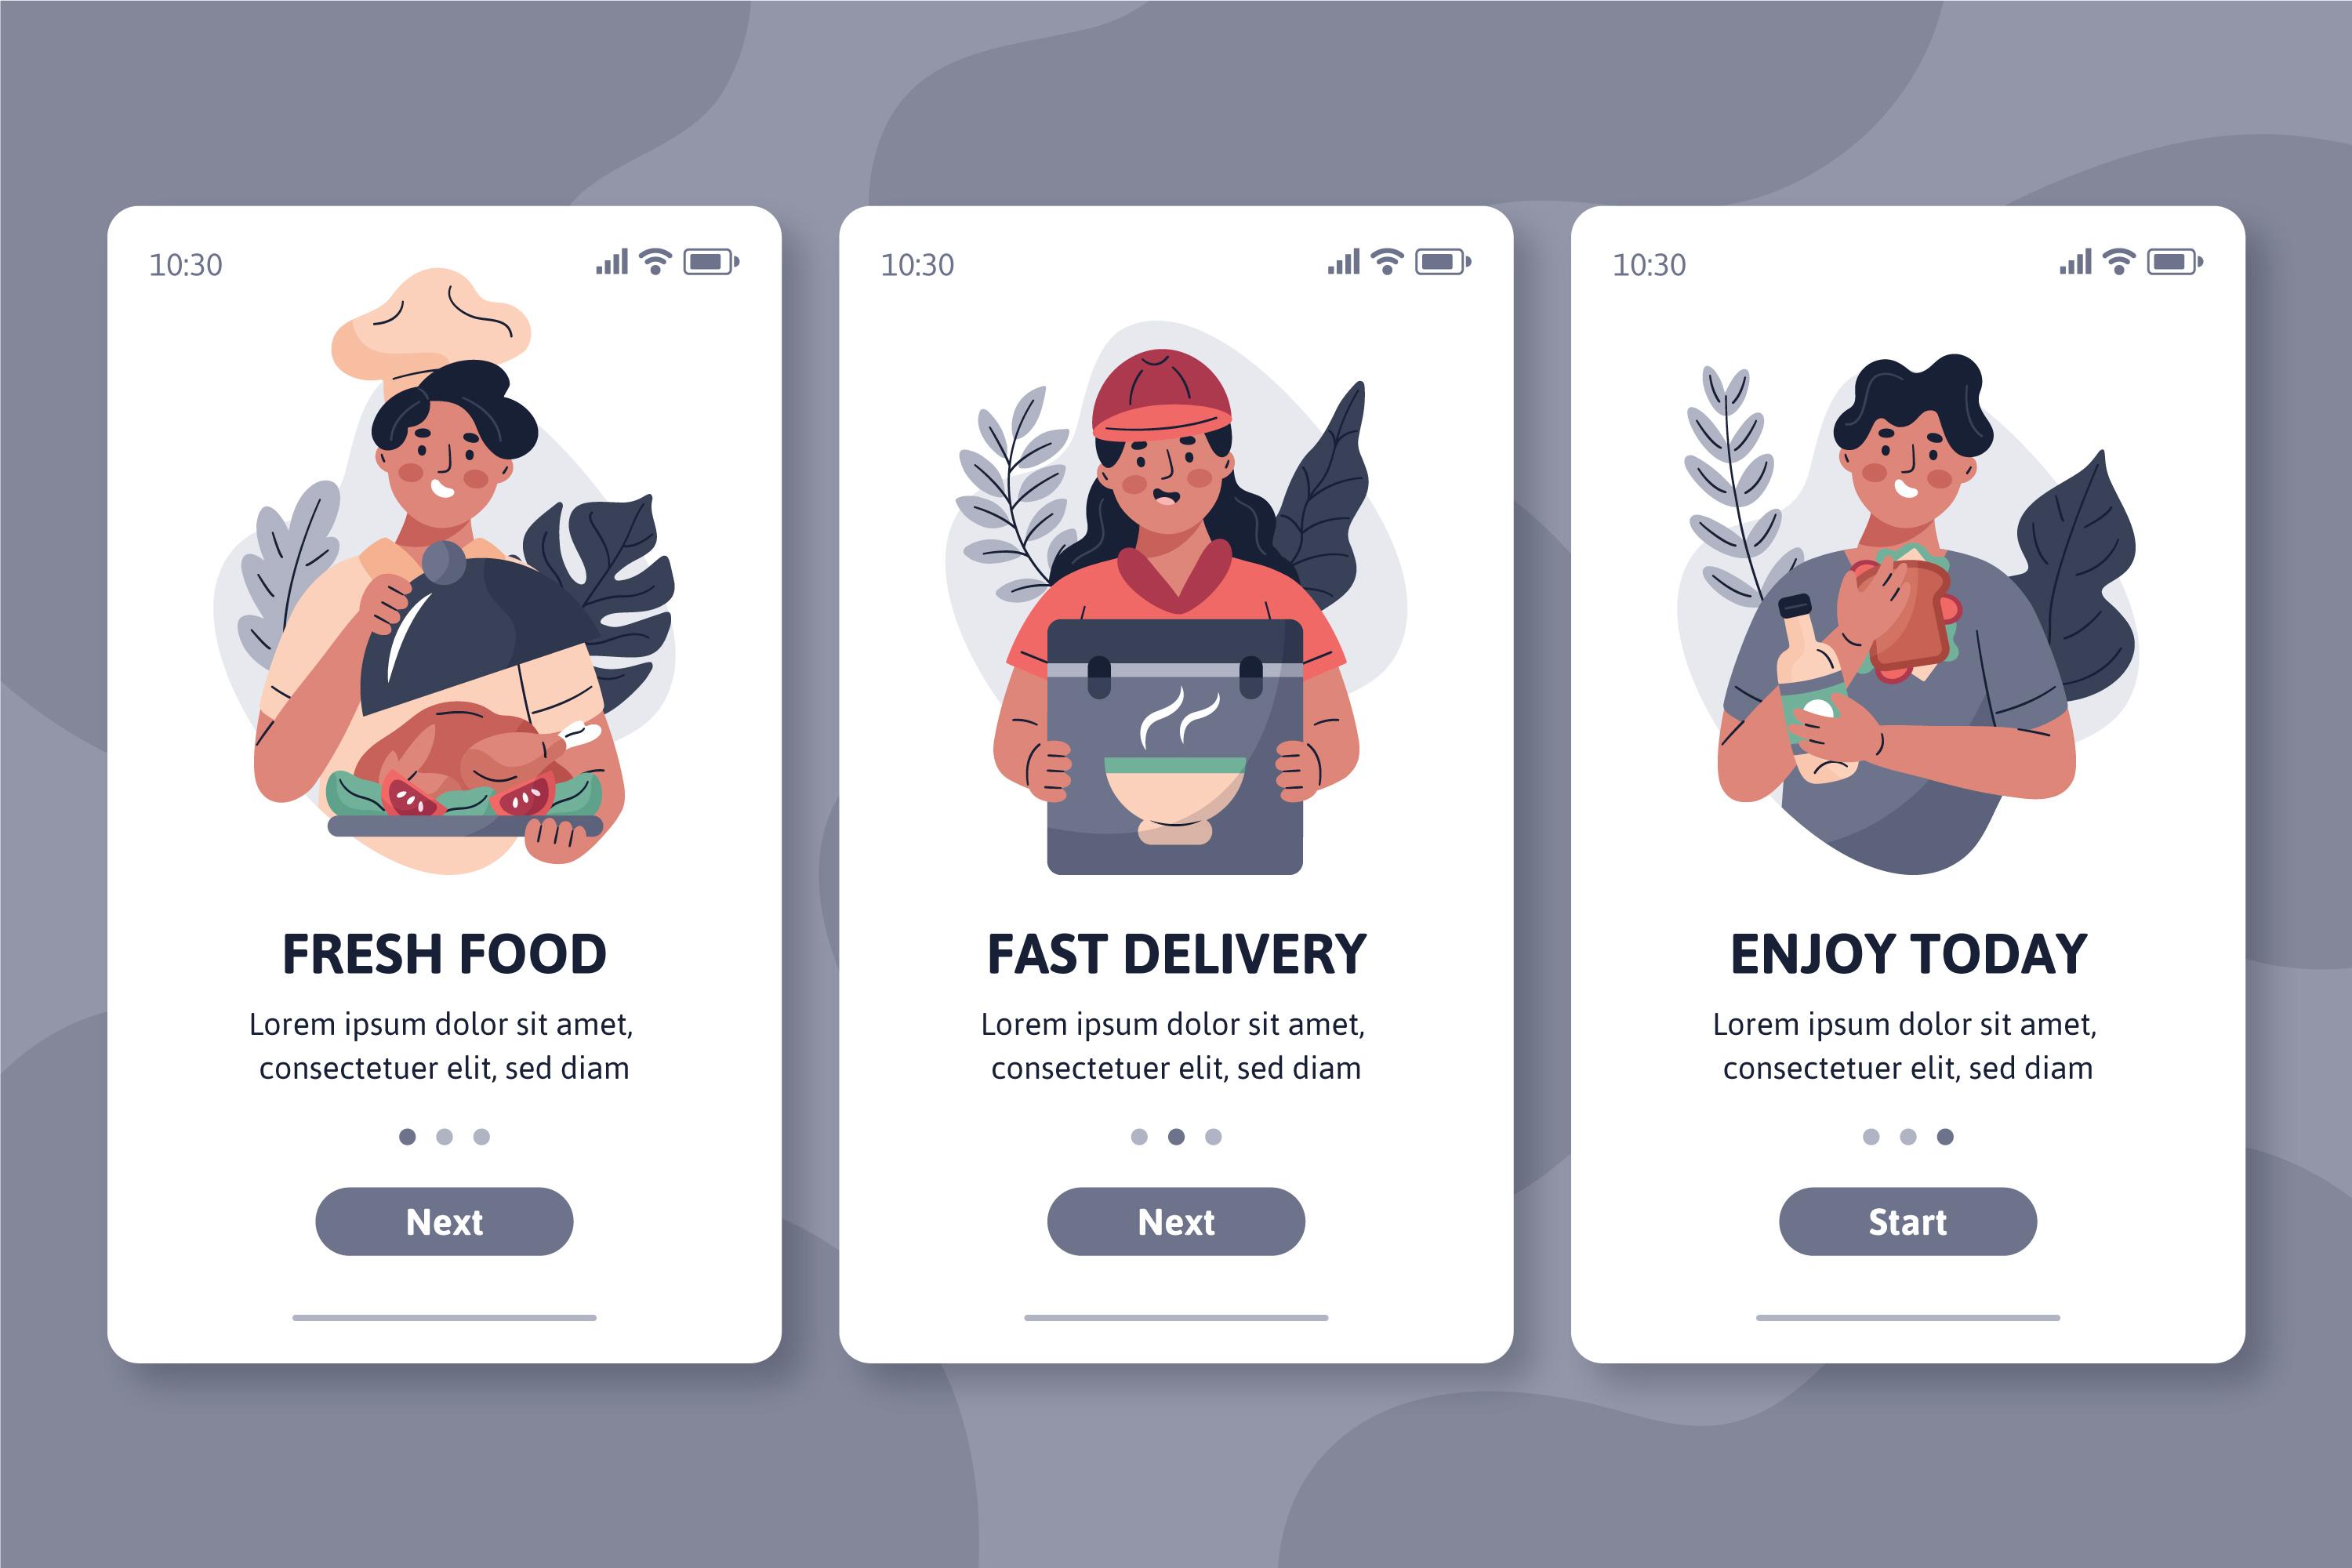 10:30
FRESH FOOD
Lorem ipsum dolor sit amet,
consectetuer elit, sed diam
Next
10:30
FAST DELIVERY
Lorem ipsum dolor sit amet,
consectetuer elit, sed diam
Next
10:30
ENJOY TODAY
Lorem ipsum dolor sit amet,
consectetuer elit, sed diam
Start